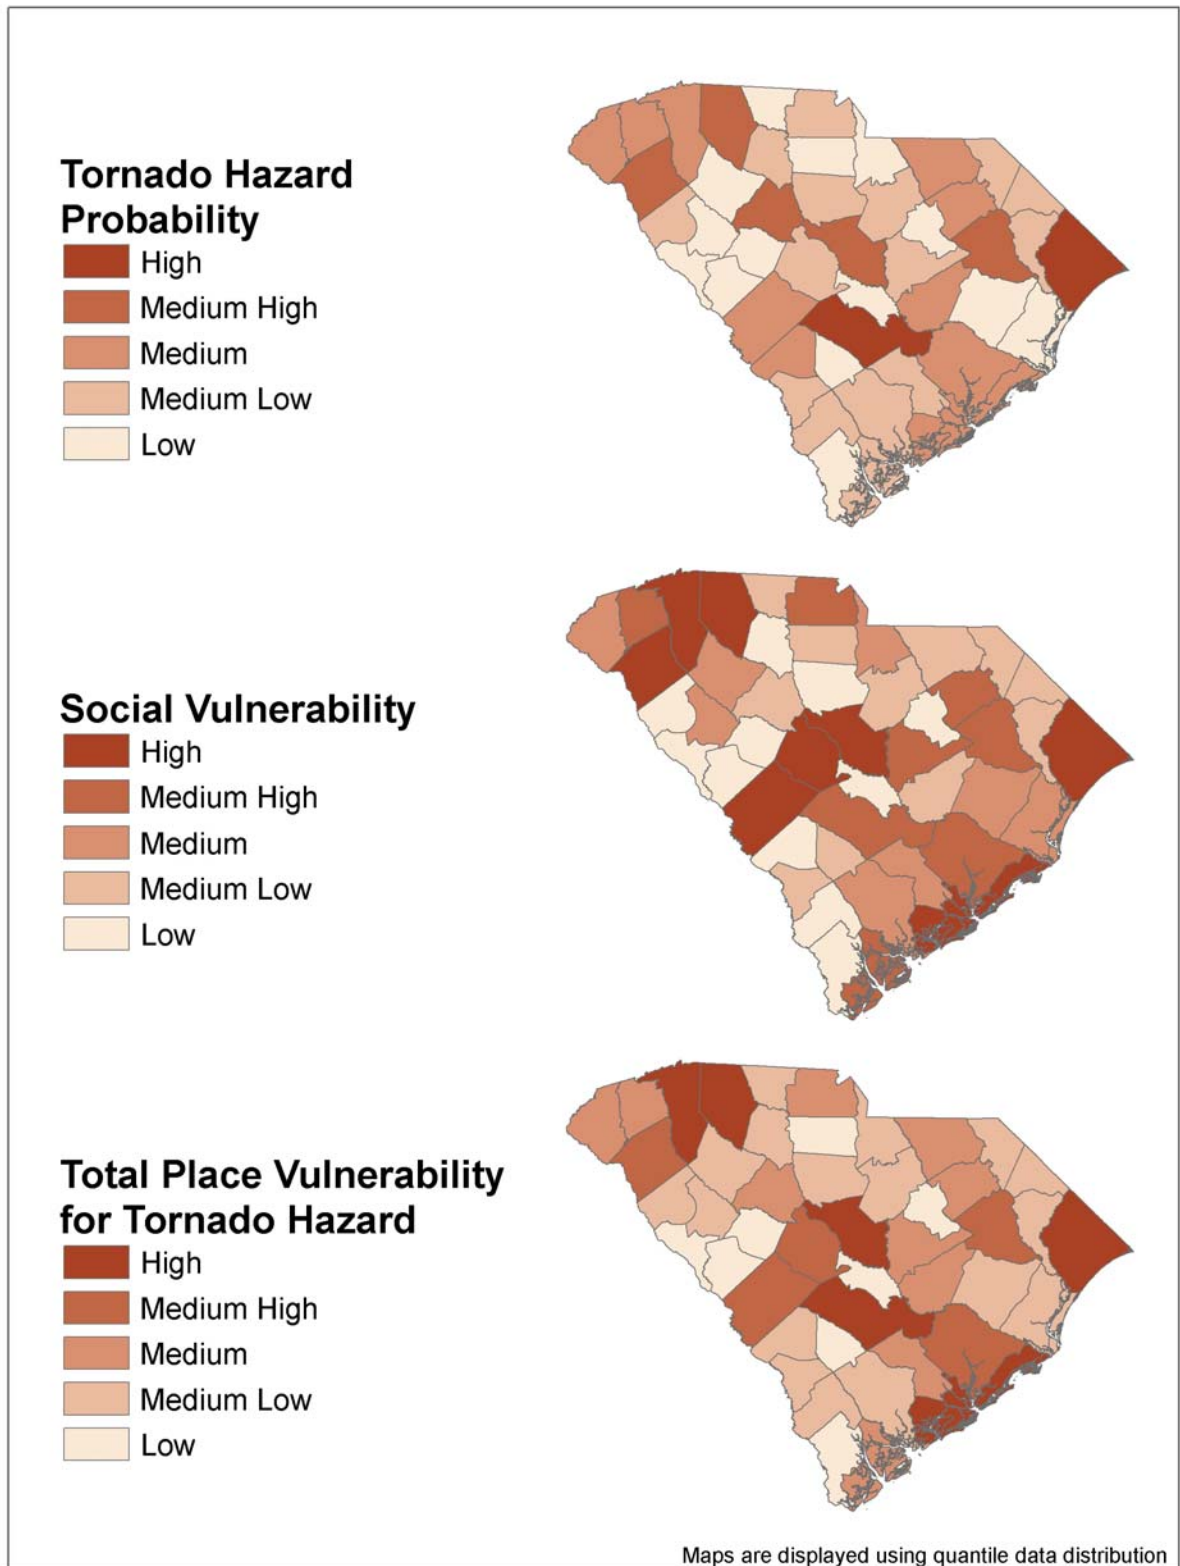 Tornado Hazard
Probability
High
Medium High
Medium
Medium Low
Low
Social Vulnerability
High
Medium High
Medium
Medium Low
Low
Total Place Vulnerability
for Tornado Hazard
High
Medium High
Medium
Medium Low
Low
Maps are displayed using quantile data distribution